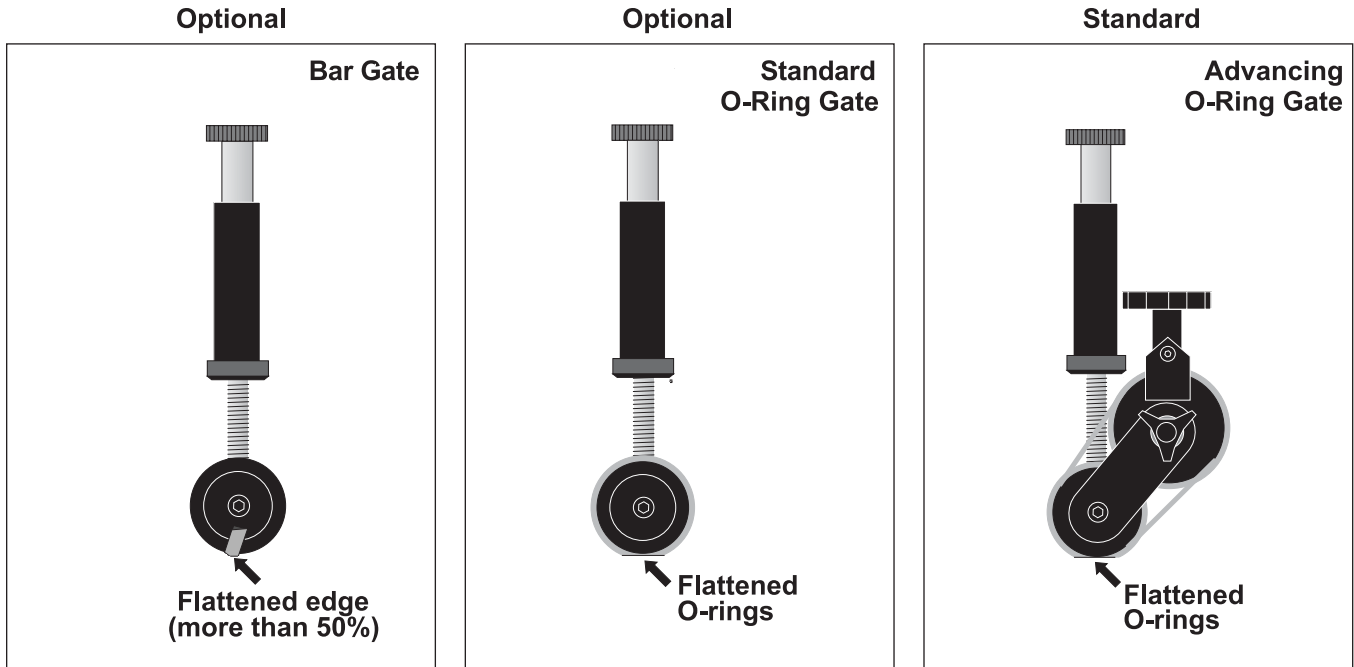 Optional
Bar Gate
Flattened edge
(more than 50%)
Optional
Standard
O-Ring Gate
Flattened
O-rings
Standard
Advancing
O-Ring Gate
Flattened
O-rings